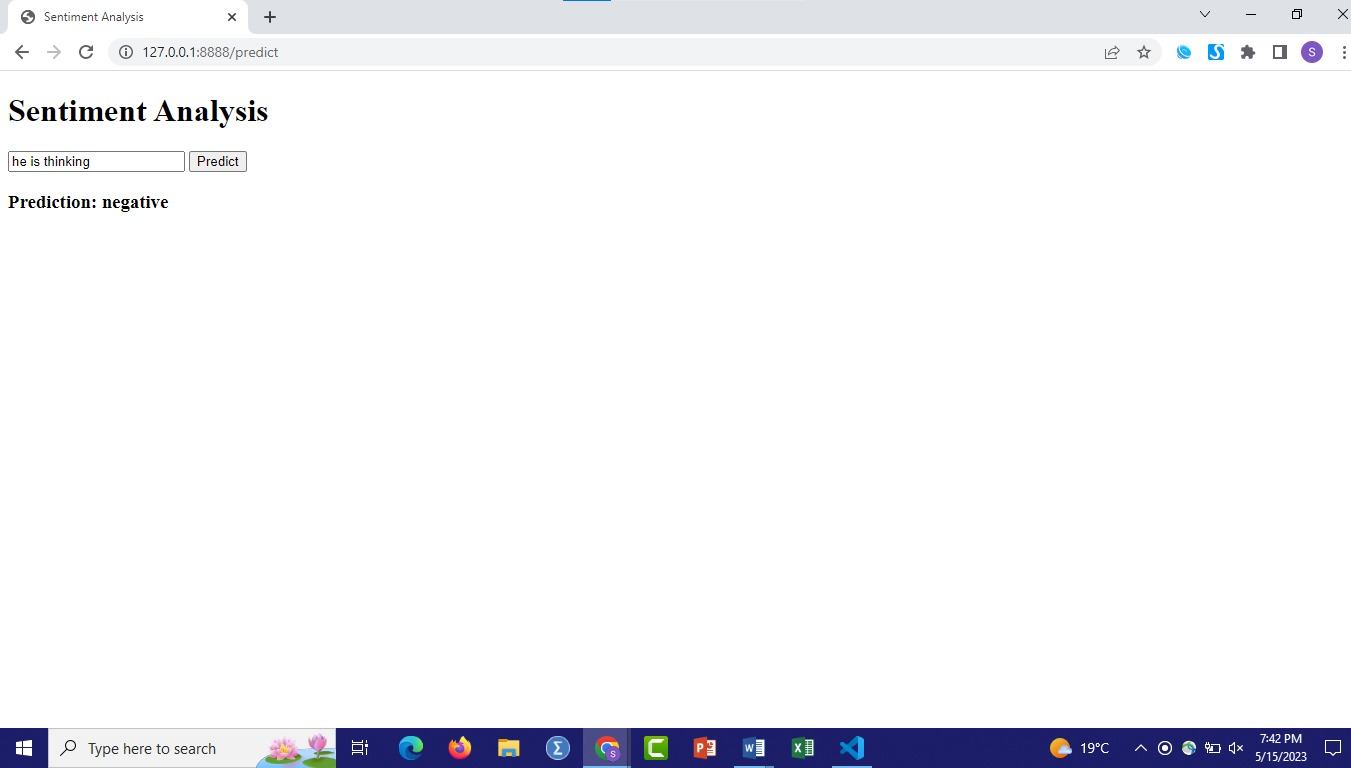 Sentiment Analysis
127.0.0.1:8888/predict
S
Sentiment Analysis
he is thinking Predict
Prediction: negative
Type here to search
19°C
7:42 PM
5/15/2023